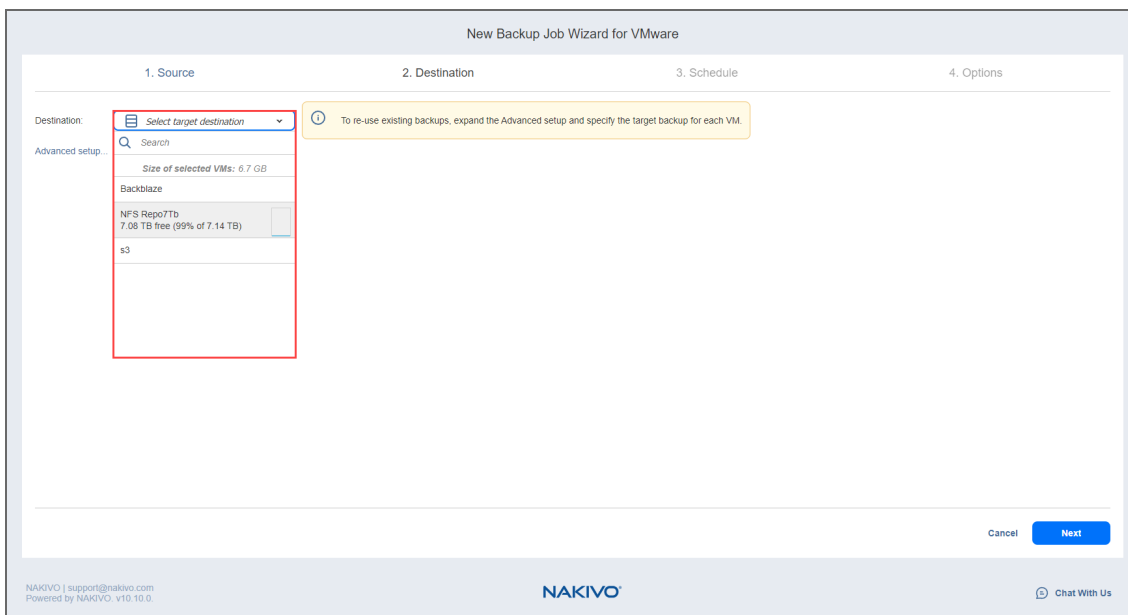 New Backup Job Wizard for VMware
1. Source
2. Destination
3. Schedule
4. Options
Destination:
Select target destination
To re-use existing backups, expand the Advanced setup and specify the target backup for each VM.
Search
Advanced setup...
Size of selected VMs: 6.7 GB
Backblaze
NFS Repo7Tb
7.08 TB free (99% of 7.14 TB)
s3
Cancel
Next
NAKIVO | support@nakivo.com
Powered by NAKIVO. v10.10.0.
NAKIVO®
Chat With Us